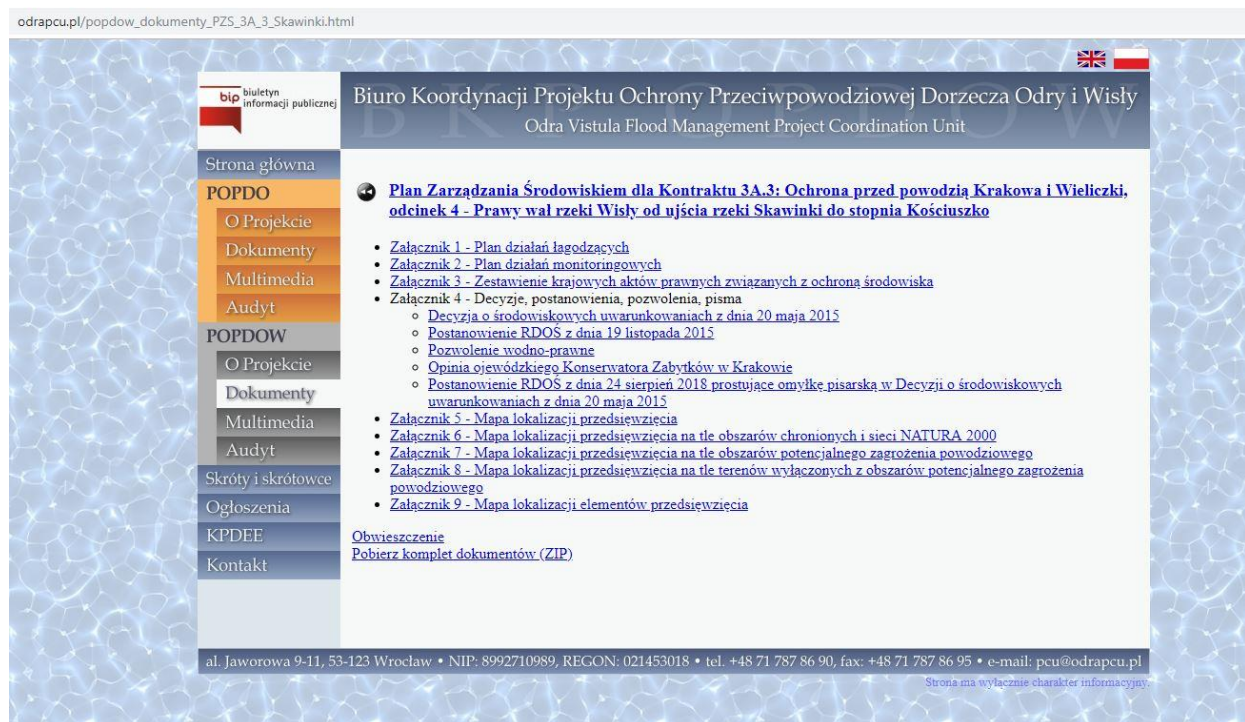 odrapcu.pl/popdow_dokumenty_PZS_3A_3_Skawinki.html
bip biuletyn
informacji publicznej
Biuro Koordynacji Projektu Ochrony Przeciwpowodziowej Dorzecza Odry i Wisły
Odra Vistula Flood Management Project Coordination Unit
B K P O P D O W
Strona główna
POPDO
O Projekcie
Dokumenty
Multimedia
Audyt
POPDOW
O Projekcie
Dokumenty
Multimedia
Audyt
Skróty i skrótowce
Ogłoszenia
KPDEE
Kontakt
Plan Zarządzania Środowiskiem dla Kontraktu 3A.3: Ochrona przed powodzią Krakowa i Wieliczki,
odcinek 4 - Prawy wał rzeki Wisły od ujścia rzeki Skawinki do stopnia Kościuszko
Załącznik 1 - Plan działań łagodzących
Załącznik 2 - Plan działań monitoringowych
Załącznik 3 - Zestawienie krajowych aktów prawnych związanych z ochroną środowiska
Załącznik 4 - Decyzje, postanowienia, pozwolenia, pisma
Decyzja o środowiskowych uwarunkowaniach z dnia 20 maja 2015
Postanowienie RDOŚ z dnia 19 listopada 2015
Pozwolenie wodno-prawne
Opinia ojewódzkiego Konserwatora Zabytków w Krakowie
Postanowienie RDOŚ z dnia 24 sierpień 2018 prostujące omyłkę pisarską w Decyzji o środowiskowych
uwarunkowaniach z dnia 20 maja 2015
Załącznik 5 - Mapa lokalizacji przedsięwzięcia
Załącznik 6 - Mapa lokalizacji przedsięwzięcia na tle obszarów chronionych i sieci NATURA 2000
Załącznik 7 - Mapa lokalizacji przedsięwzięcia na tle obszarów potencjalnego zagrożenia powodziowego
Załącznik 8 - Mapa lokalizacji przedsięwzięcia na tle terenów wyłączonych z obszarów potencjalnego zagrożenia
powodziowego
Załącznik 9 - Mapa lokalizacji elementów przedsięwzięcia
Obwieszczenie
Pobierz komplet dokumentów (ZIP)
al. Jaworowa 9-11, 53-123 Wrocław • NIP: 8992710989, REGON: 021453018 • tel. +48 71 787 86 90, fax: +48 71 787 86 95 • e-mail: pcu@odrapcu.pl
Strona ma wyłącznie charakter informacyjny.